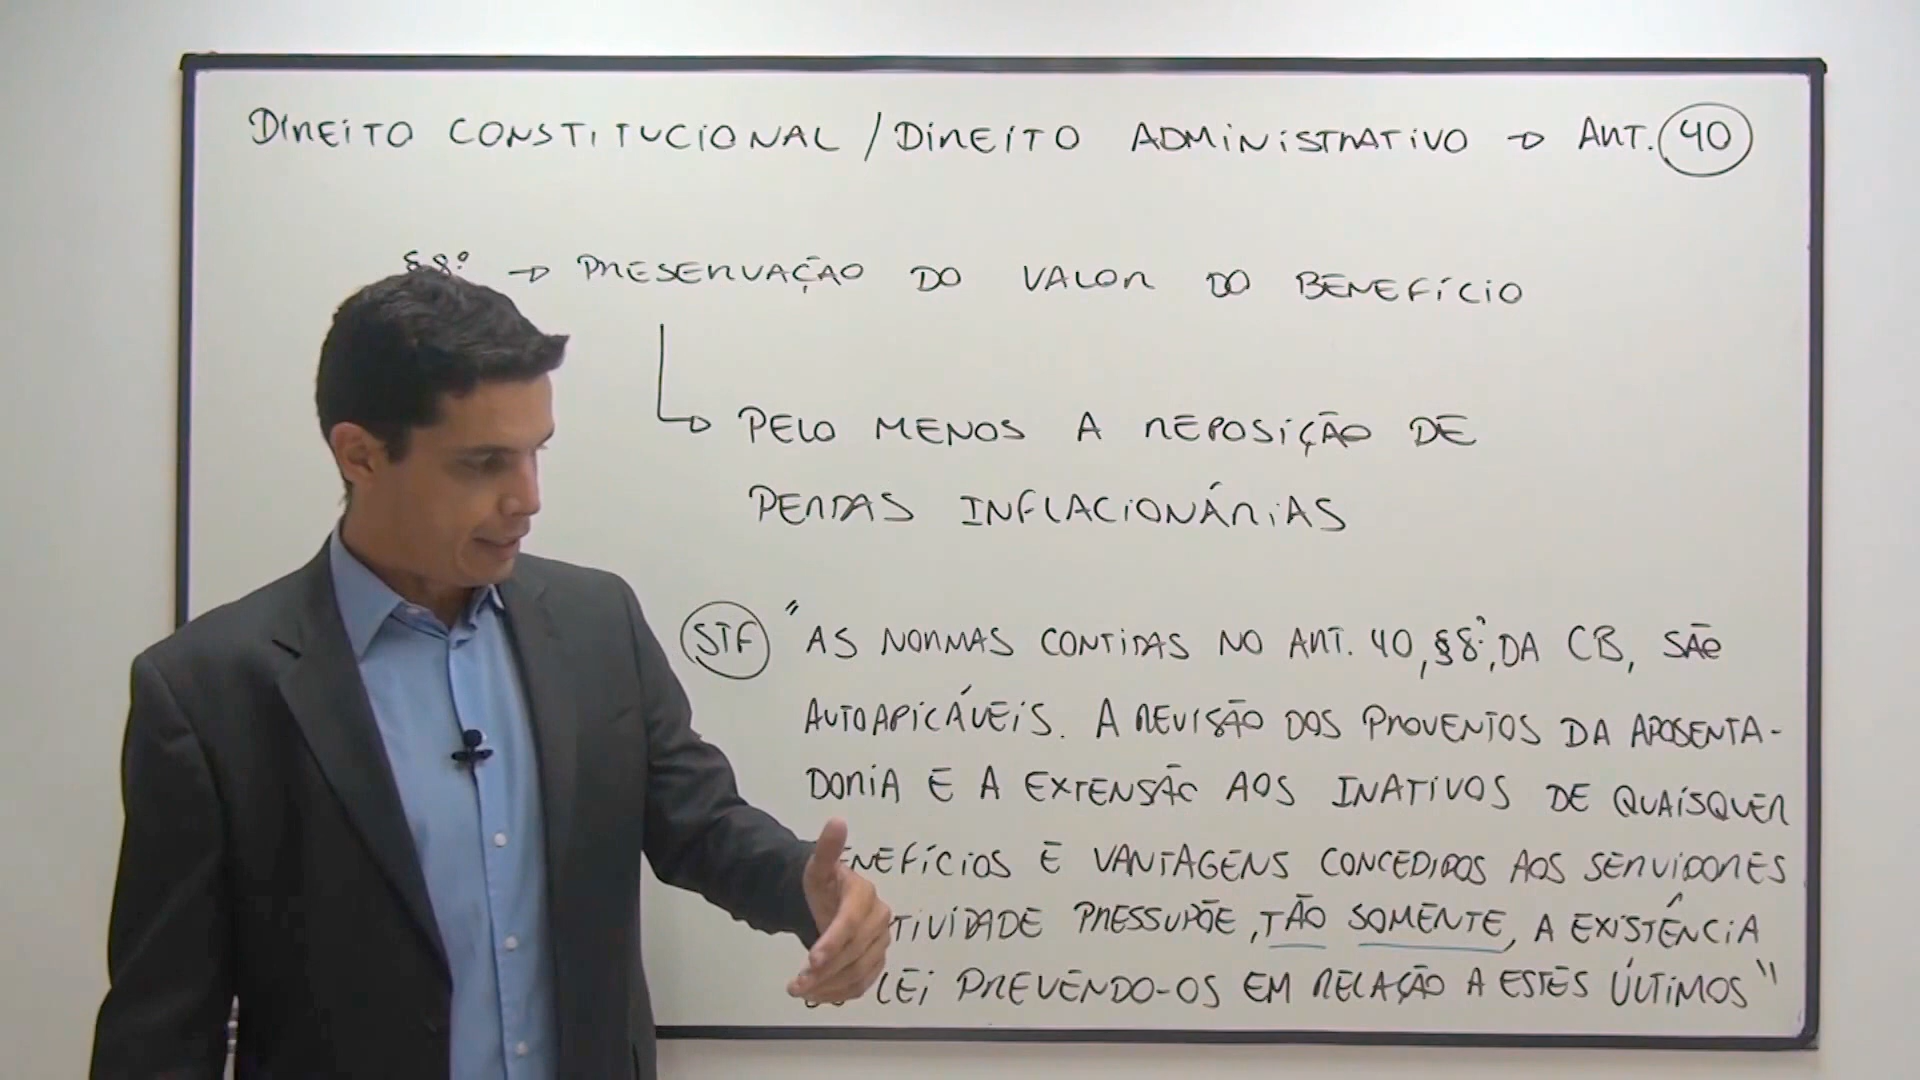 DIREITO CONSTITUCIONAL / DIREITO ADMINISTRATIVO → ART. 40
§8º → PRESERVAÇÃO DO VALOR DO BENEFÍCIO
↳ PELO MENOS A REPOSIÇÃO DE
PERDAS INFLACIONÁRIAS
STF "AS NORMAS CONTIDAS NO ART. 40, §8º, DA CB, SÃO
AUTOAPICÁVEIS. A REVISÃO DOS PROVENTOS DA APOSENTA-
DORIA E A EXTENSÃO AOS INATIVOS DE QUAISQUER
ENEFÍCIOS E VANTAGENS CONCEDIDOS AOS SERVIDORES
TIVIDADE PRESSUPÕE, TÃO SOMENTE, A EXISTÊNCIA
LEI PREVENDO-OS EM RELAÇÃO A ESTES ÚLTIMOS"